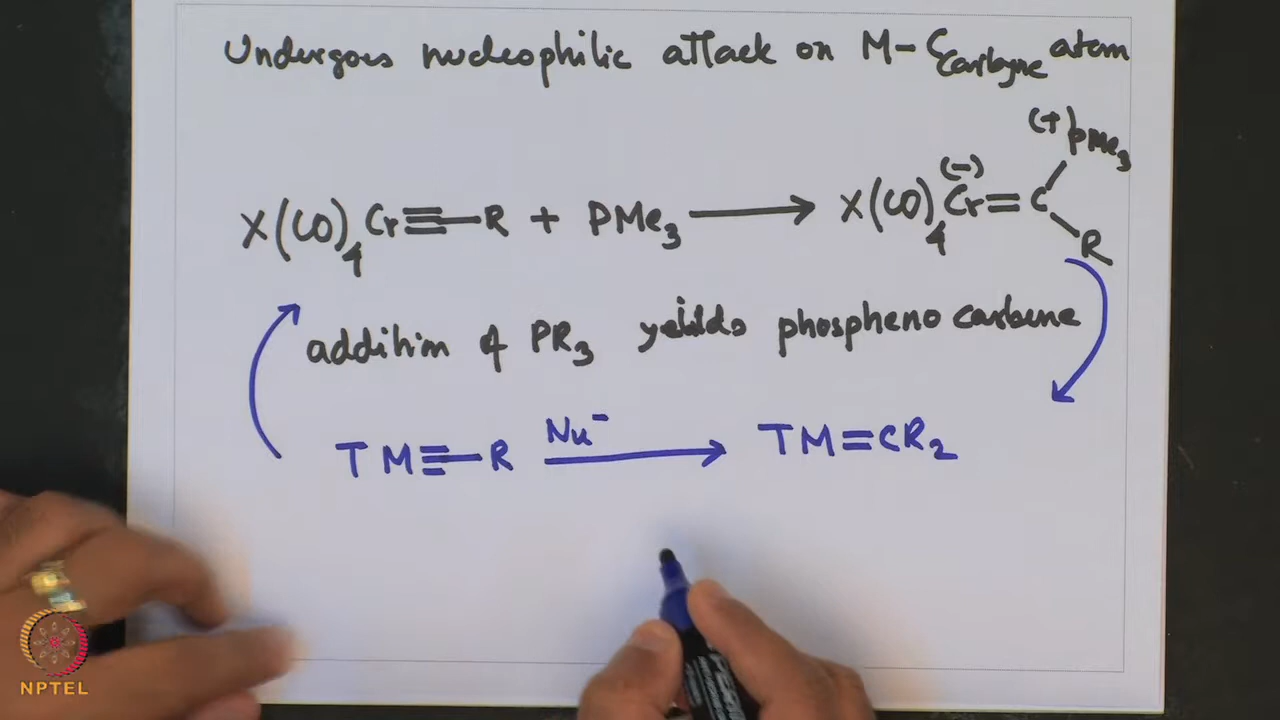 Undergoes nucleophilic attack on M-C carbyne atom
X(CO)4Cr≡-R + PMe3 → X(CO)4Cr(-)=C (+)PMe3 R
addition of PR3 yeilds phospheno carbene
TM≡-R Nu⁻ → TM=CR2
NPTEL